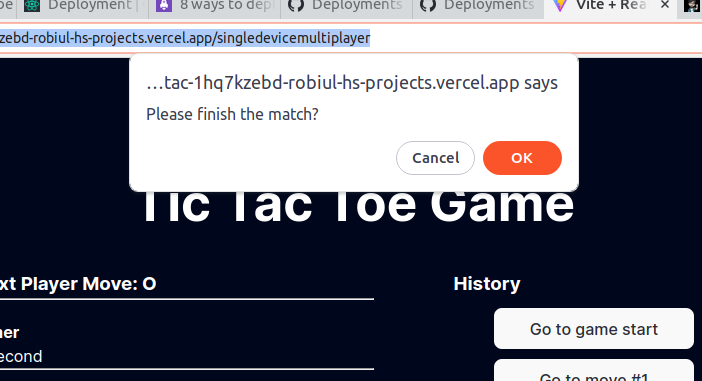 Deployment |
8 ways to depl
Deployments
Deployments
Vite + Rea
zebd-robiul-hs-projects.vercel.app/singledevicemultiplayer
...tac-1hq7kzebd-robiul-hs-projects.vercel.app says
Please finish the match?
Cancel
OK
Tic Tac Toe Game
xt Player Move: O
History
ner
econd
Go to game start
Go to move #1